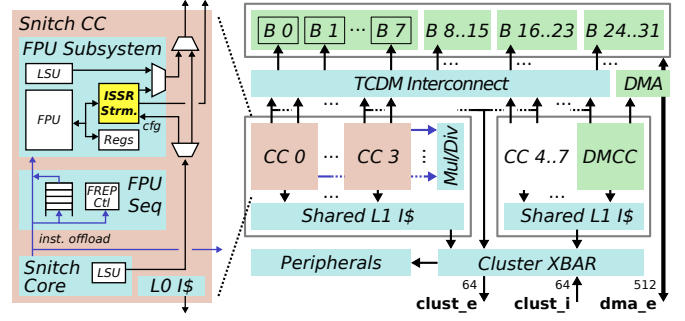 Snitch CC
FPU Subsystem
LSU
FPU
ISSR
Strm.
cfg
Regs
FREP
Ctl
FPU
Seq
inst. offload
Snitch
Core
LSU
L0 I$
B 0
B 1
...
B 7
B 8..15
B 16..23
B 24..31
...
...
...
TCDM Interconnect
DMA
...
...
...
CC 0
...
CC 3
...
Mul/Div
CC 4..7
DMCC
...
...
Shared L1 I$
Shared L1 I$
Peripherals
Cluster XBAR
64
64
512
clust_e
clust_i
dma_e